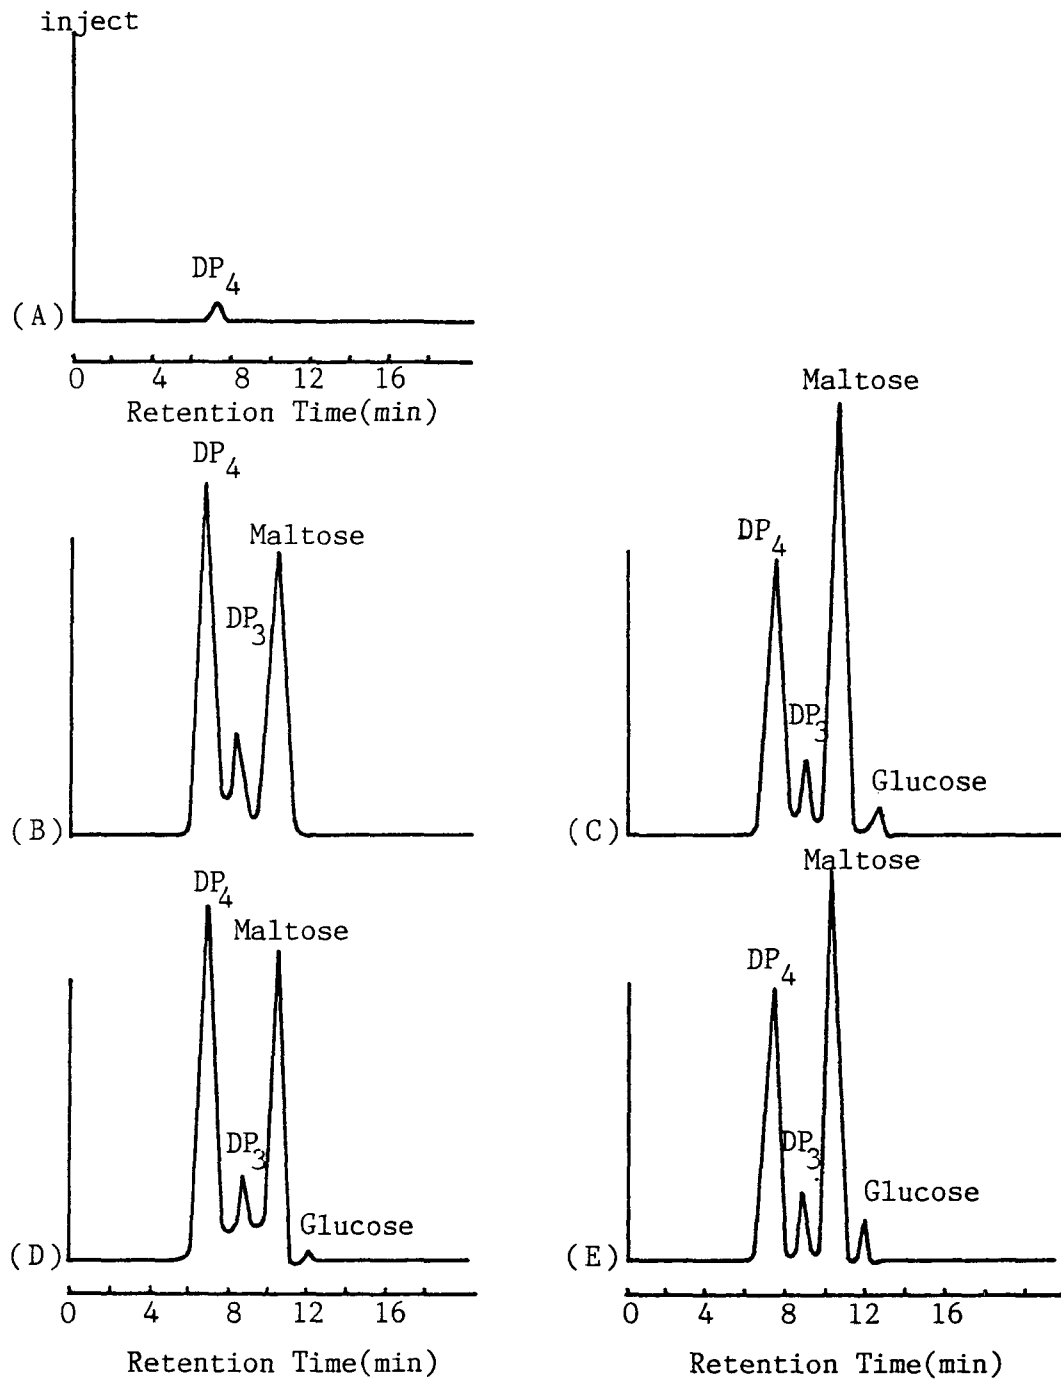 inject
DP4
(A)
0 4 8 12 16
Retention Time(min)
DP4
Maltose
DP3
(B)
Maltose
DP4
DP3
Glucose
(C)
DP4
Maltose
DP3
Glucose
(D)
0 4 8 12 16
Retention Time(min)
Maltose
DP4
DP3
Glucose
(E)
0 4 8 12 16
Retention Time(min)